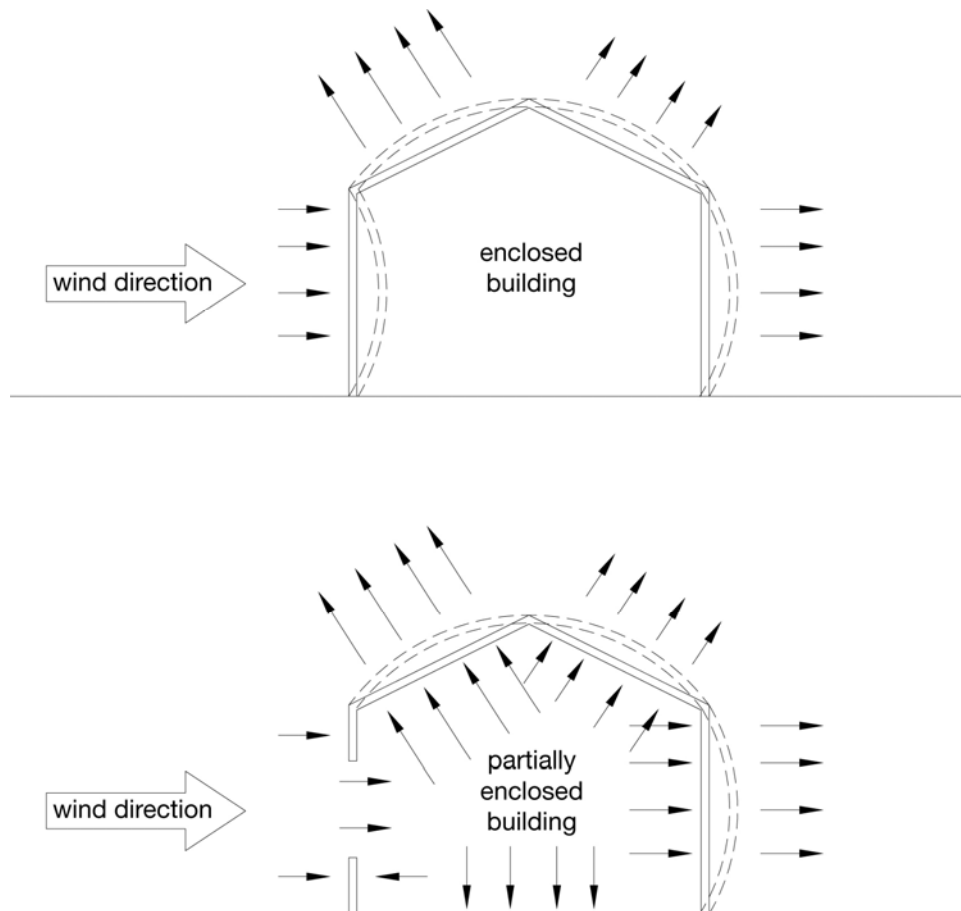 enclosed
building
wind direction
partially
enclosed
building
wind direction